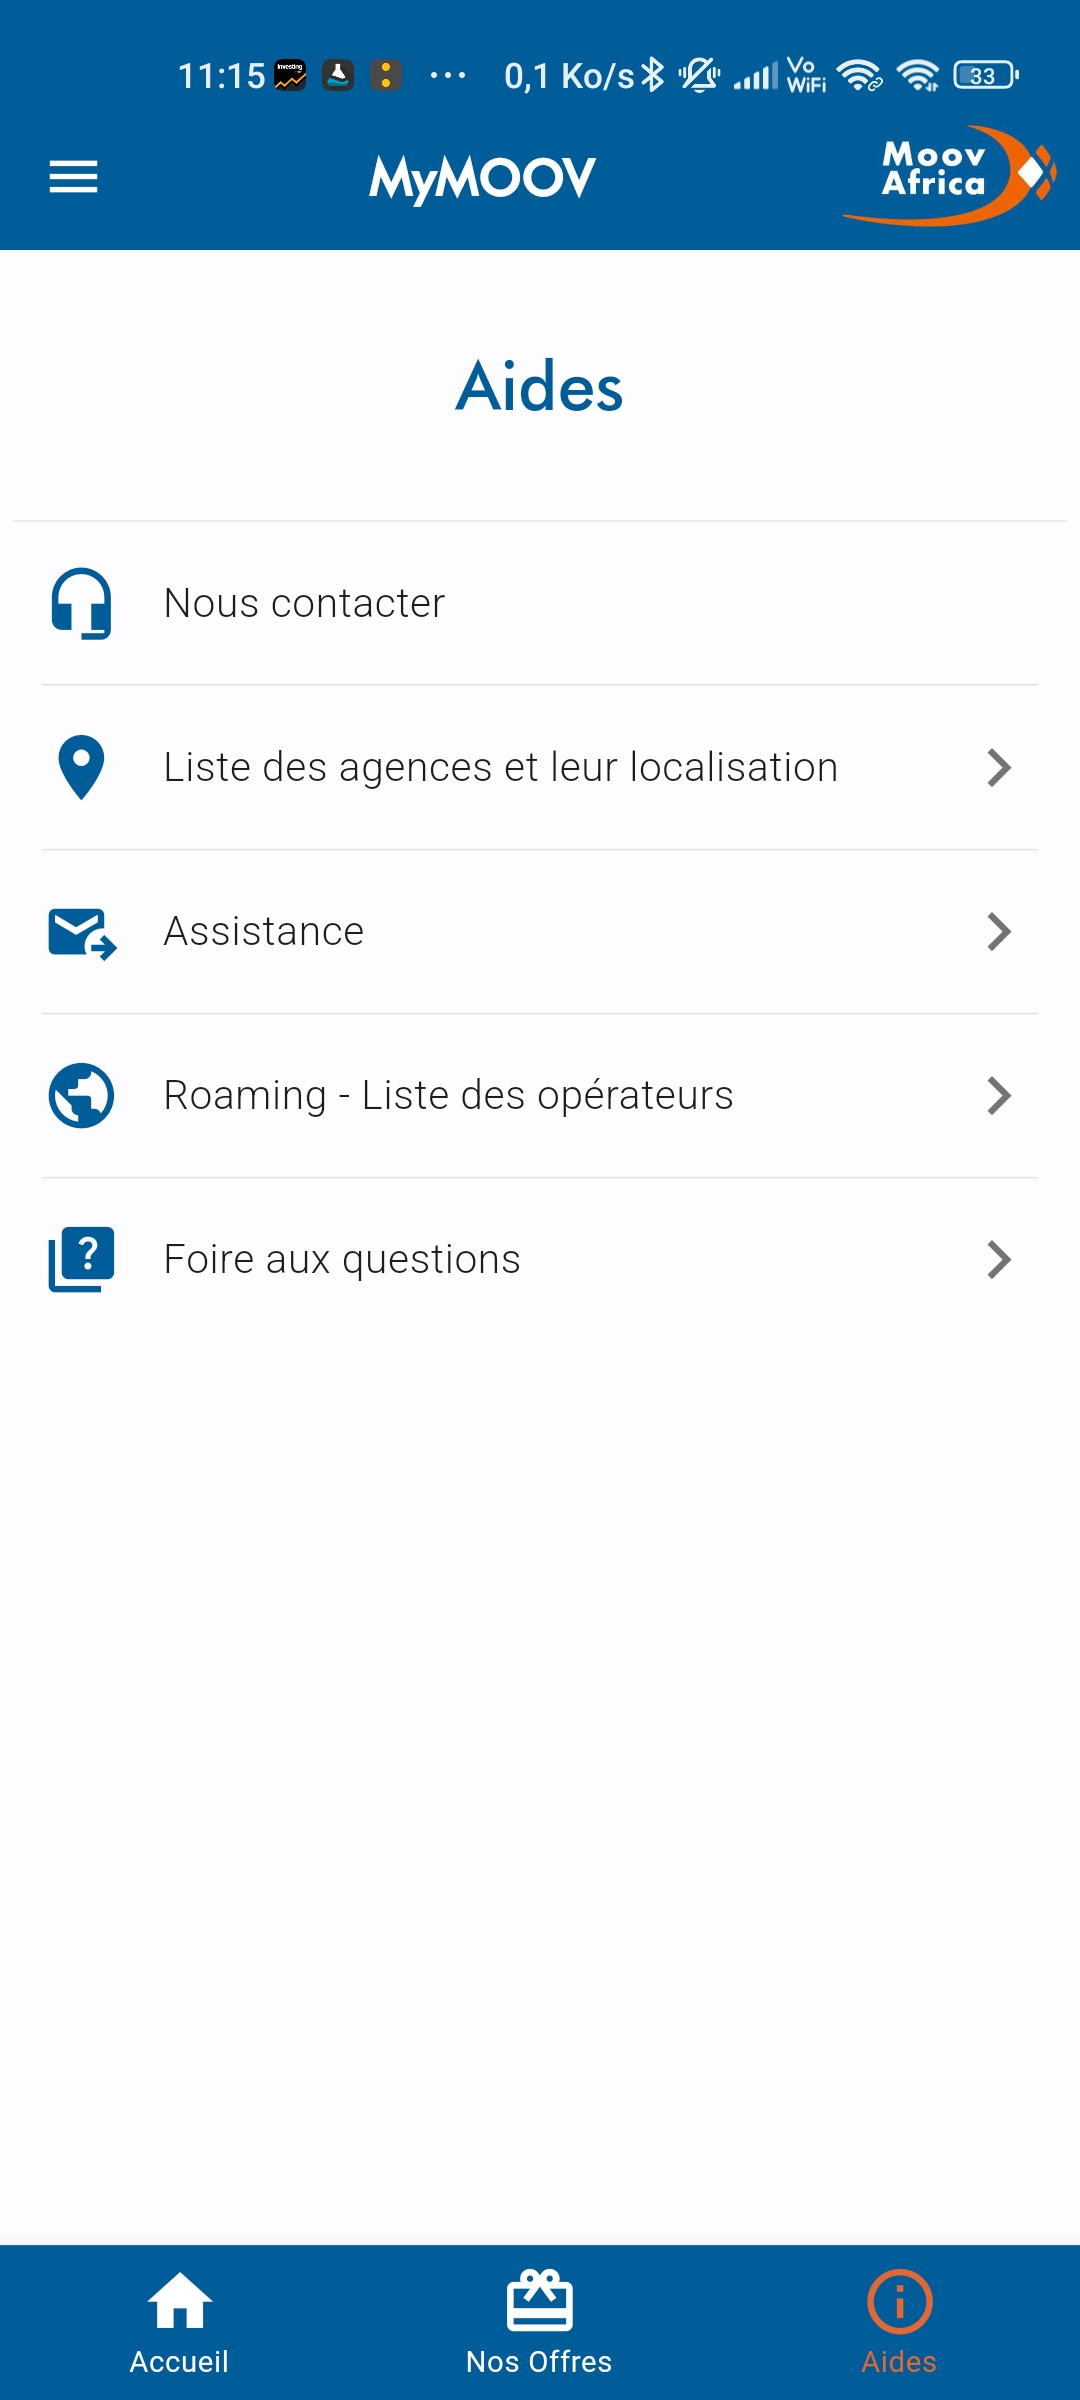 11:15 ... 0,1 Ko/s Vo WiFi 33
MyMOOV
Moov
Africa
Aides
Nous contacter
Liste des agences et leur localisation
Assistance
Roaming - Liste des opérateurs
Foire aux questions
Accueil
Nos Offres
Aides